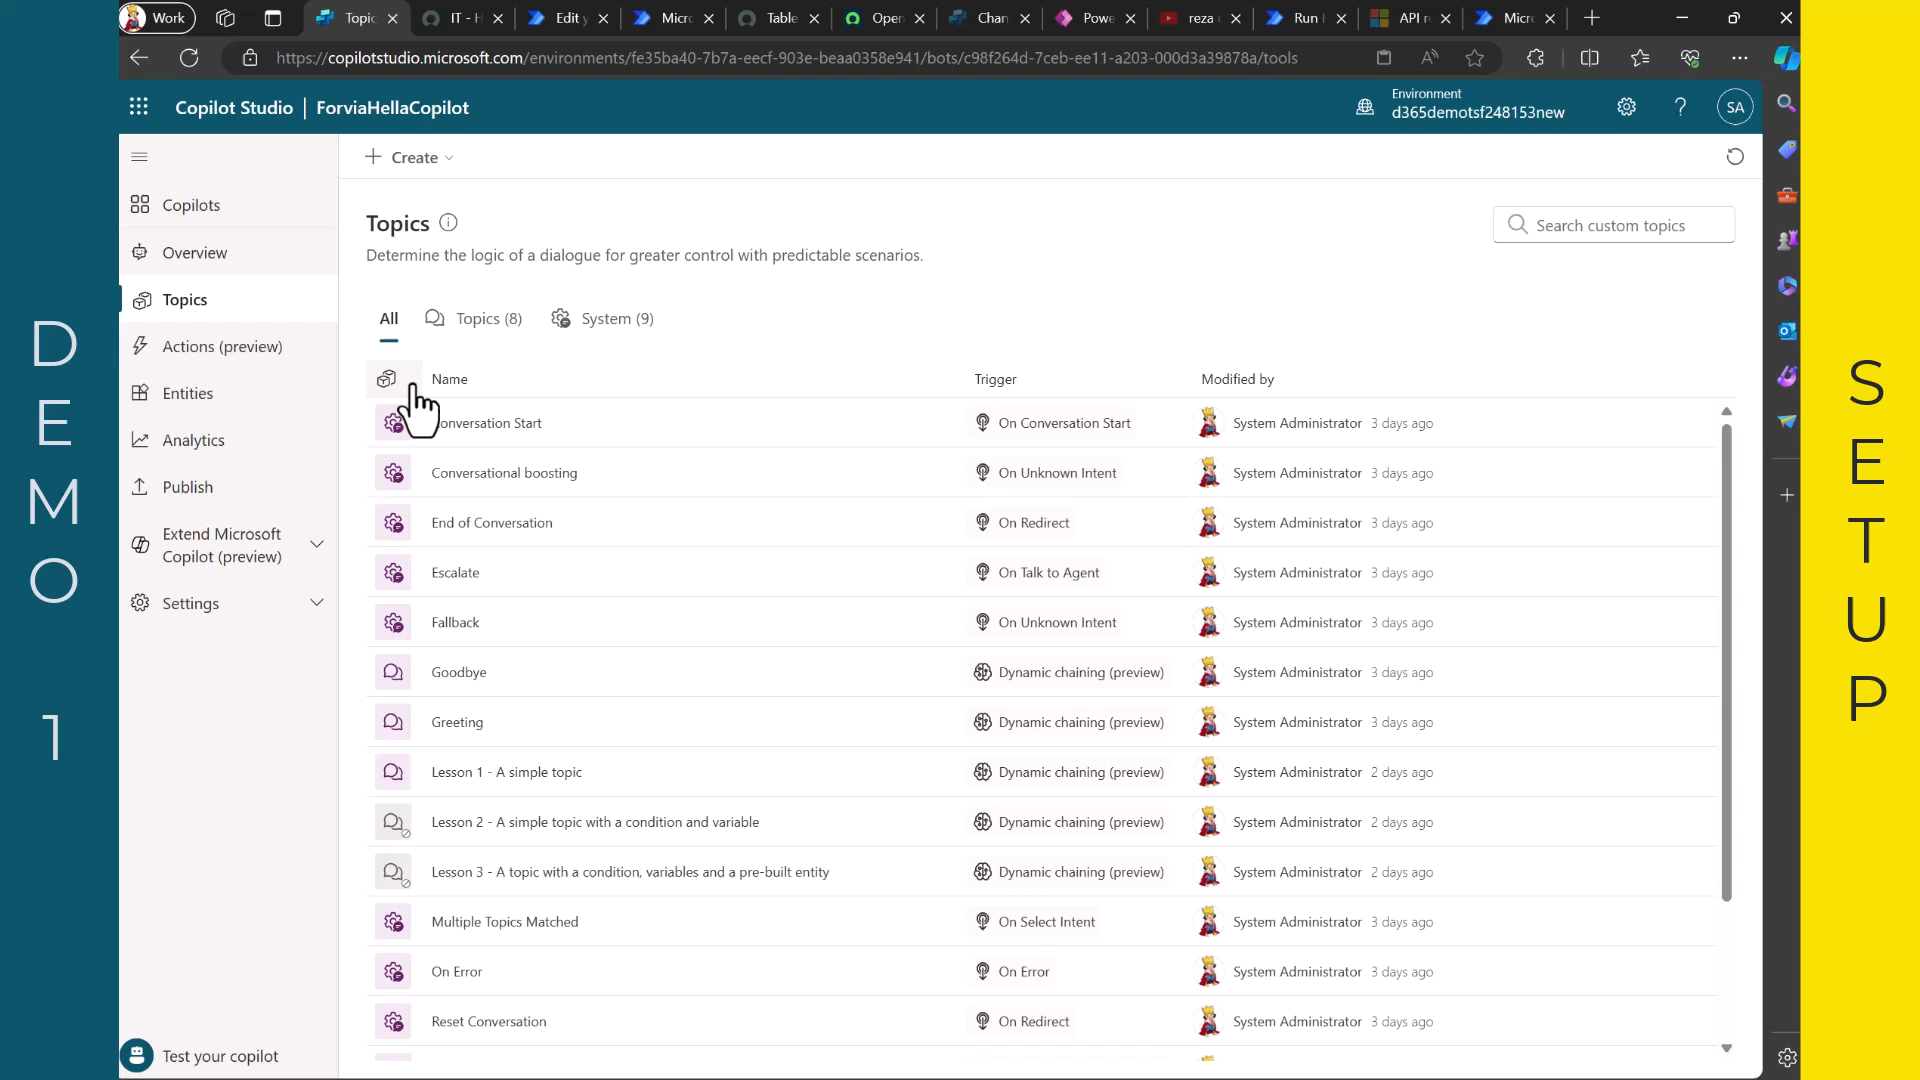 Work
Topic
IT - H
Edit y
Micro
Table
Open
Chan
Powe
reza c
Run
API r
Micro
https://copilotstudio.microsoft.com/environments/fe35ba40-7b7a-eecf-903e-beaa0358e941/bots/c98f264d-7ceb-ee11-a203-000d3a39878a/tools
Copilot Studio | ForviaHellaCopilot
Environment
d365demotsf248153new
SA
Create
Copilots
Overview
Topics
Actions (preview)
Entities
Analytics
Publish
Extend Microsoft
Copilot (preview)
Settings
Test your copilot
Topics
Search custom topics
Determine the logic of a dialogue for greater control with predictable scenarios.
All Topics (8) System (9)
Name Trigger Modified by
onversation Start On Conversation Start System Administrator 3 days ago
Conversational boosting On Unknown Intent System Administrator 3 days ago
End of Conversation On Redirect System Administrator 3 days ago
Escalate On Talk to Agent System Administrator 3 days ago
Fallback On Unknown Intent System Administrator 3 days ago
Goodbye Dynamic chaining (preview) System Administrator 3 days ago
Greeting Dynamic chaining (preview) System Administrator 3 days ago
Lesson 1 - A simple topic Dynamic chaining (preview) System Administrator 2 days ago
Lesson 2 - A simple topic with a condition and variable Dynamic chaining (preview) System Administrator 2 days ago
Lesson 3 - A topic with a condition, variables and a pre-built entity Dynamic chaining (preview) System Administrator 2 days ago
Multiple Topics Matched On Select Intent System Administrator 3 days ago
On Error On Error System Administrator 3 days ago
Reset Conversation On Redirect System Administrator 3 days ago
DEMO 1
SETUP